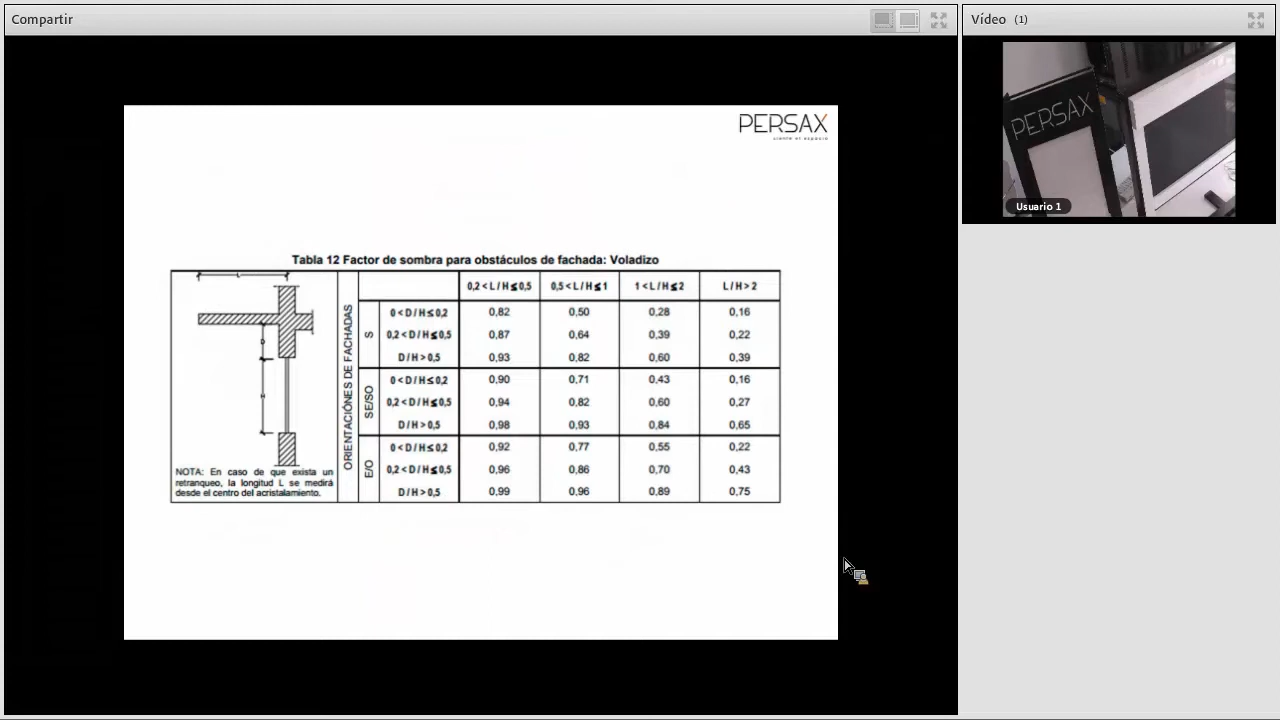 Compartir
Vídeo (1)
PERSAX
Usuario 1
PERSAX
Tabla 12 Factor de sombra para obstáculos de fachada: Voladizo
L
D
H
NOTA: En caso de que exista un
retranqueo, la longitud L se medirá
desde el centro del acristalamiento.
ORIENTACIÓNES DE FACHADAS
0,2 < L / H ≤ 0,5 0,5 < L / H ≤ 1 1 < L / H ≤ 2 L / H > 2
S
0 < D / H ≤ 0,2 0,82 0,50 0,28 0,16
0,2 < D / H ≤ 0,5 0,87 0,64 0,39 0,22
D / H > 0,5 0,93 0,82 0,60 0,39
SE/SO
0 < D / H ≤ 0,2 0,90 0,71 0,43 0,16
0,2 < D / H ≤ 0,5 0,94 0,82 0,60 0,27
D / H > 0,5 0,98 0,93 0,84 0,65
E/O
0 < D / H ≤ 0,2 0,92 0,77 0,55 0,22
0,2 < D / H ≤ 0,5 0,96 0,86 0,70 0,43
D / H > 0,5 0,99 0,96 0,89 0,75